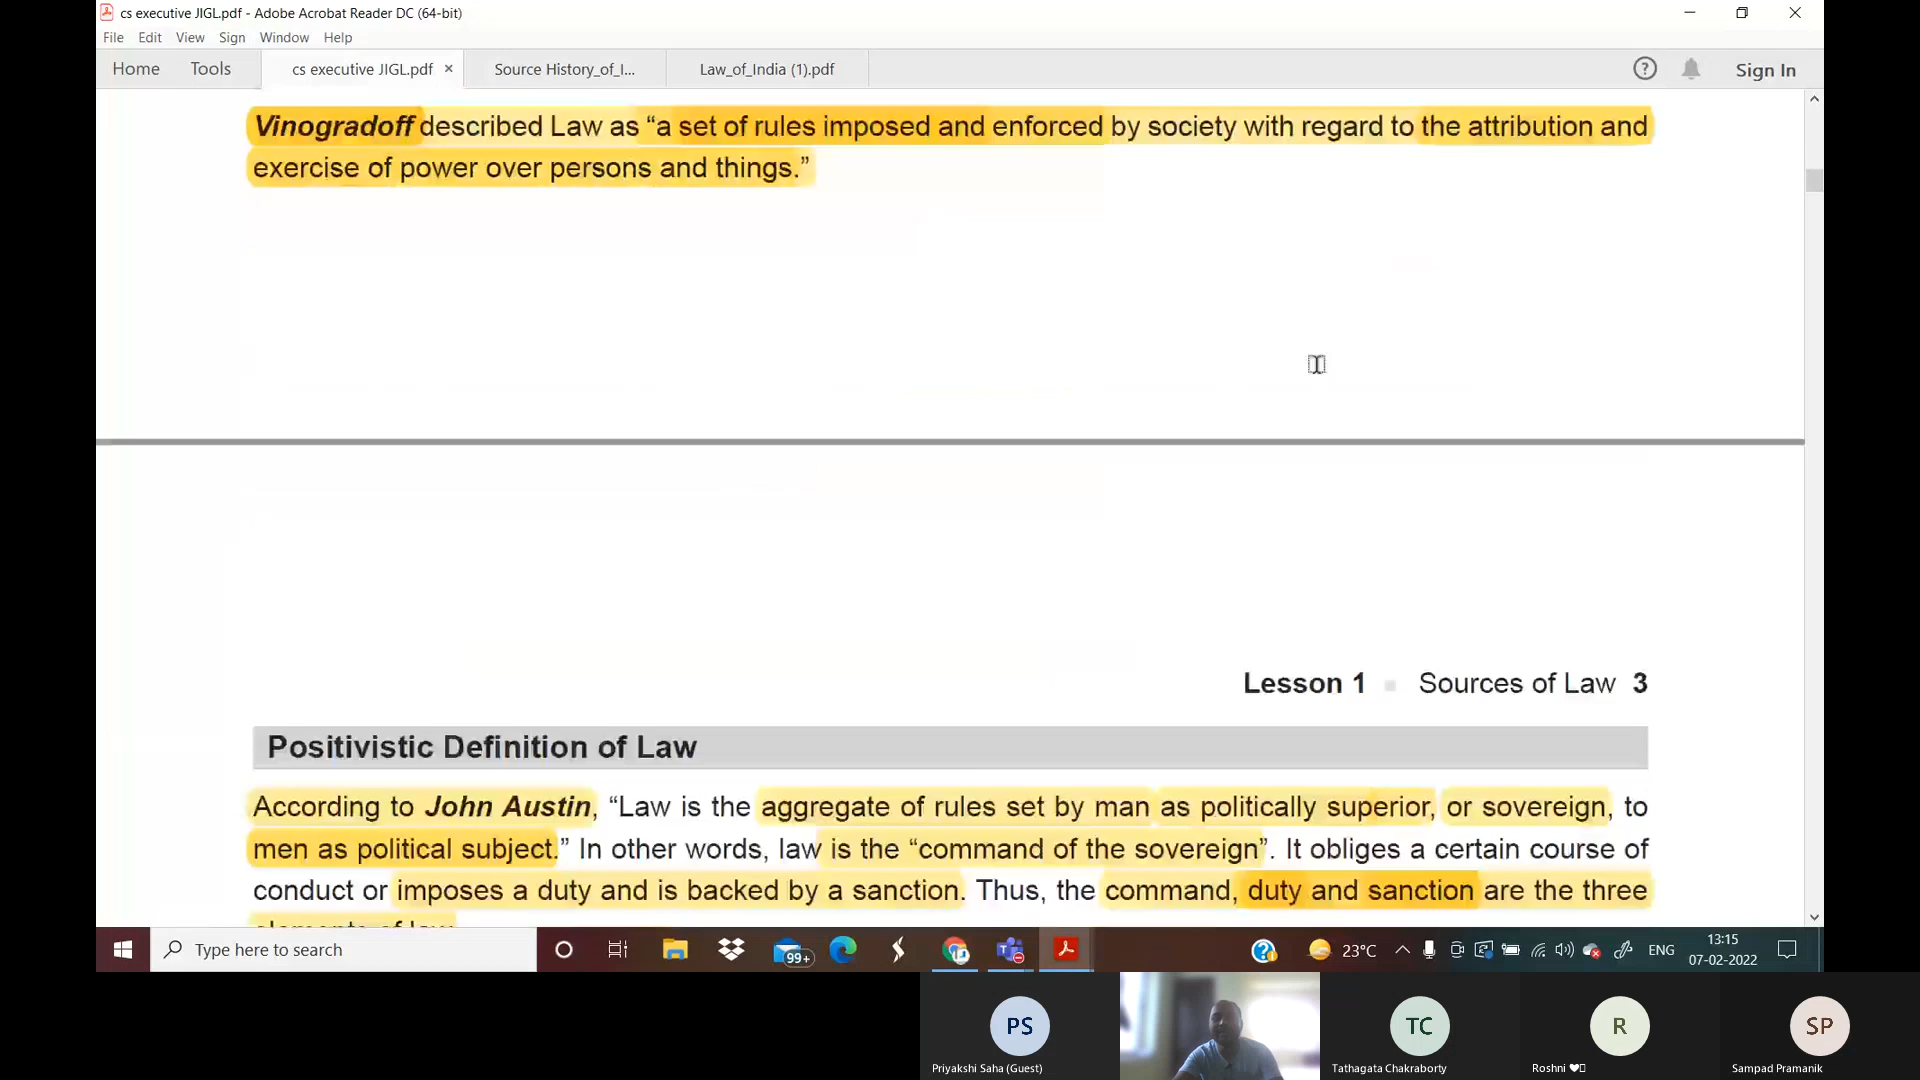 cs executive JIGL.pdf - Adobe Acrobat Reader DC (64-bit)
File Edit View Sign Window Help
Home Tools cs executive JIGL.pdf × Source History_of_I... Law_of_India (1).pdf Sign In
Vinogradoff described Law as “a set of rules imposed and enforced by society with regard to the attribution and
exercise of power over persons and things.”
Lesson 1 ■ Sources of Law 3
Positivistic Definition of Law
According to John Austin, “Law is the aggregate of rules set by man as politically superior, or sovereign, to
men as political subject.” In other words, law is the “command of the sovereign”. It obliges a certain course of
conduct or imposes a duty and is backed by a sanction. Thus, the command, duty and sanction are the three
elements of law.
Type here to search 99+ 23°C ENG 13:15
07-02-2022
PS TC R SP
Priyakshi Saha (Guest) Tathagata Chakraborty Roshni ❤ Sampad Pramanik